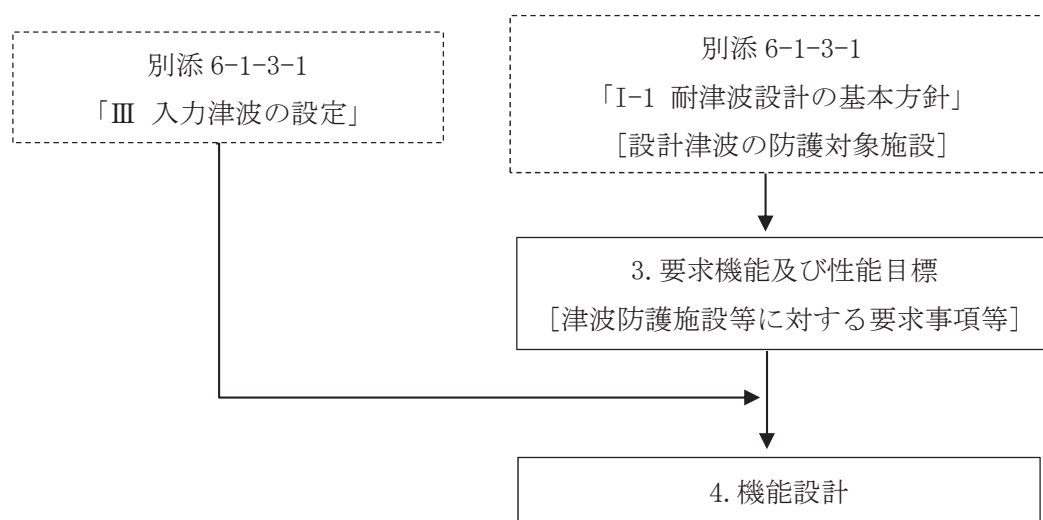 別添 6-1-3-1
「Ⅲ 入力津波の設定」
別添 6-1-3-1
「I-1 耐津波設計の基本方針」
[設計津波の防護対象施設]
3.要求機能及び性能目標
[津波防護施設等に対する要求事項等]
4.機能設計